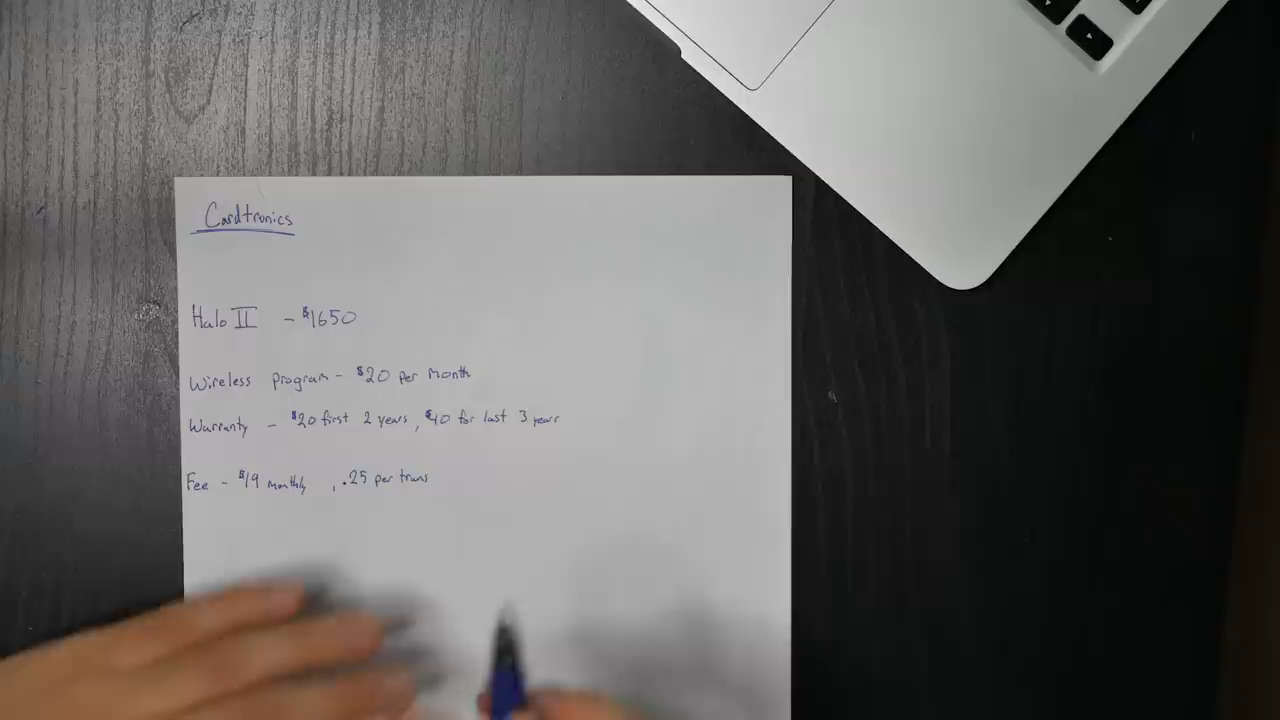 Cardtronics
Halo II - $1650
Wireless program - $20 per month
Warranty - $20 first 2 years, $40 for last 3 years
Fee - $19 monthly , .25 per trans